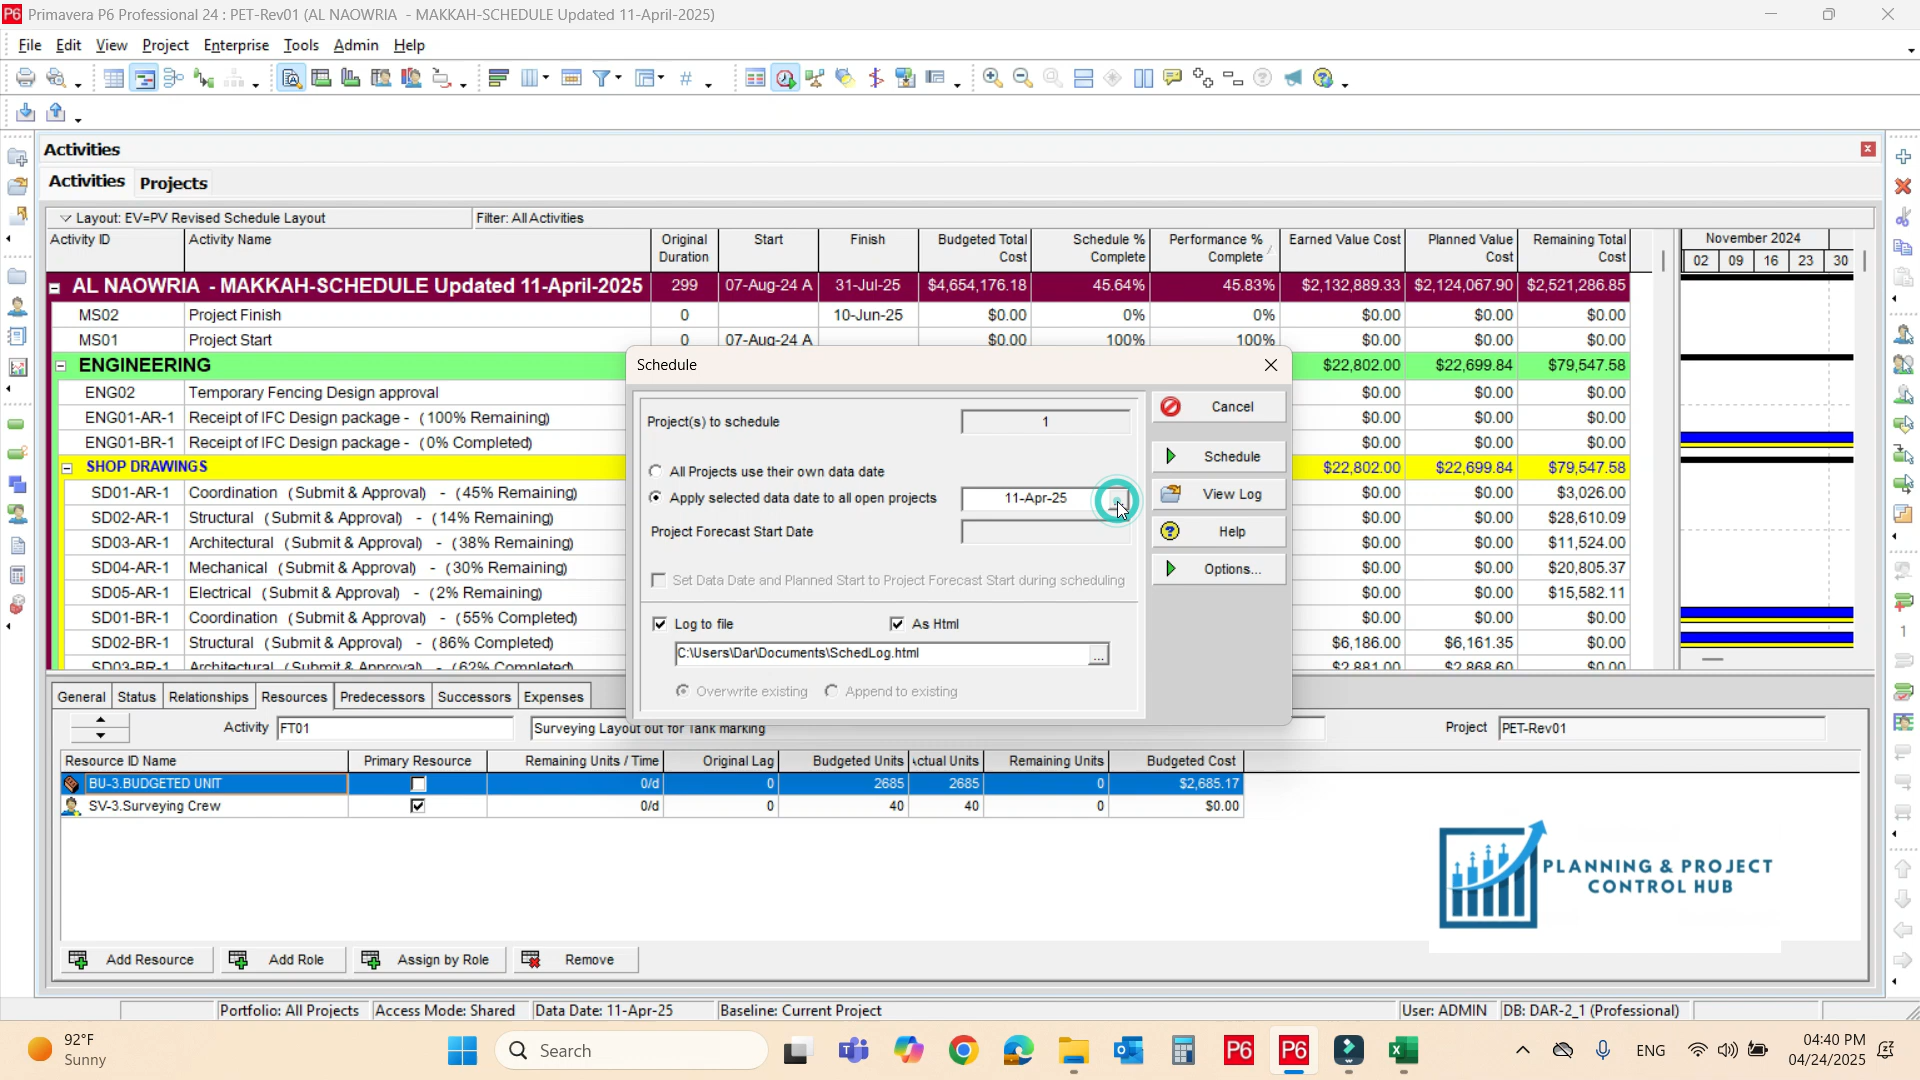 Primavera P6 Professional 24 : PET-Rev01 (AL NAOWRIA - MAKKAH-SCHEDULE Updated 11-April-2025)
File Edit View Project Enterprise Tools Admin Help
Activities
Activities Projects
Layout: EV=PV Revised Schedule Layout Filter: All Activities
Activity ID Activity Name Original Duration Start Finish Budgeted Total Cost Schedule % Complete Performance % Complete Earned Value Cost Planned Value Cost Remaining Total Cost November 2024
02 09 16 23 30
AL NAOWRIA - MAKKAH-SCHEDULE Updated 11-April-2025 299 07-Aug-24 A 31-Jul-25 $4,654,176.18 45.64% 45.83% $2,132,889.33 $2,124,067.90 $2,521,286.85
MS02 Project Finish 0 10-Jun-25 $0.00 0% 0% $0.00 $0.00 $0.00
MS01 Project Start 0 07-Aug-24 A $0.00 100% 100% $0.00 $0.00 $0.00
ENGINEERING $22,802.00 $22,699.84 $79,547.58
ENG02 Temporary Fencing Design approval $0.00 $0.00 $0.00
ENG01-AR-1 Receipt of IFC Design package - (100% Remaining) $0.00 $0.00 $0.00
ENG01-BR-1 Receipt of IFC Design package - (0% Completed) $0.00 $0.00 $0.00
SHOP DRAWINGS $22,802.00 $22,699.84 $79,547.58
SD01-AR-1 Coordination (Submit & Approval) - (45% Remaining) $0.00 $0.00 $3,026.00
SD02-AR-1 Structural (Submit & Approval) - (14% Remaining) $0.00 $0.00 $28,610.09
SD03-AR-1 Architectural (Submit & Approval) - (38% Remaining) $0.00 $0.00 $11,524.00
SD04-AR-1 Mechanical (Submit & Approval) - (30% Remaining) $0.00 $0.00 $20,805.37
SD05-AR-1 Electrical (Submit & Approval) - (2% Remaining) $0.00 $0.00 $15,582.11
SD01-BR-1 Coordination (Submit & Approval) - (55% Completed) $0.00 $0.00 $0.00
SD02-BR-1 Structural (Submit & Approval) - (86% Completed) $6,186.00 $6,161.35 $0.00
SD03-BR-1 Architectural (Submit & Approval) - (62% Completed) $2,881.00 $2,868.60 $0.00
Schedule
Project(s) to schedule 1
All Projects use their own data date
Apply selected data date to all open projects 11-Apr-25
Project Forecast Start Date
Set Data Date and Planned Start to Project Forecast Start during scheduling
Log to file As Html
C:\Users\Dar\Documents\SchedLog.html ...
Overwrite existing Append to existing
Cancel
Schedule
View Log
Help
Options...
General Status Relationships Resources Predecessors Successors Expenses
Activity FT01 Surveying Layout out for Tank marking Project PET-Rev01
Resource ID Name Primary Resource Remaining Units / Time Original Lag Budgeted Units Actual Units Remaining Units Budgeted Cost
BU-3.BUDGETED UNIT 0/d 0 2685 2685 0 $2,685.17
SV-3.Surveying Crew 0/d 0 40 40 0 $0.00
PLANNING & PROJECT
CONTROL HUB
Add Resource Add Role Assign by Role Remove
Portfolio: All Projects Access Mode: Shared Data Date: 11-Apr-25 Baseline: Current Project User: ADMIN DB: DAR-2_1 (Professional)
92°F
Sunny
Search
ENG
04:40 PM
04/24/2025